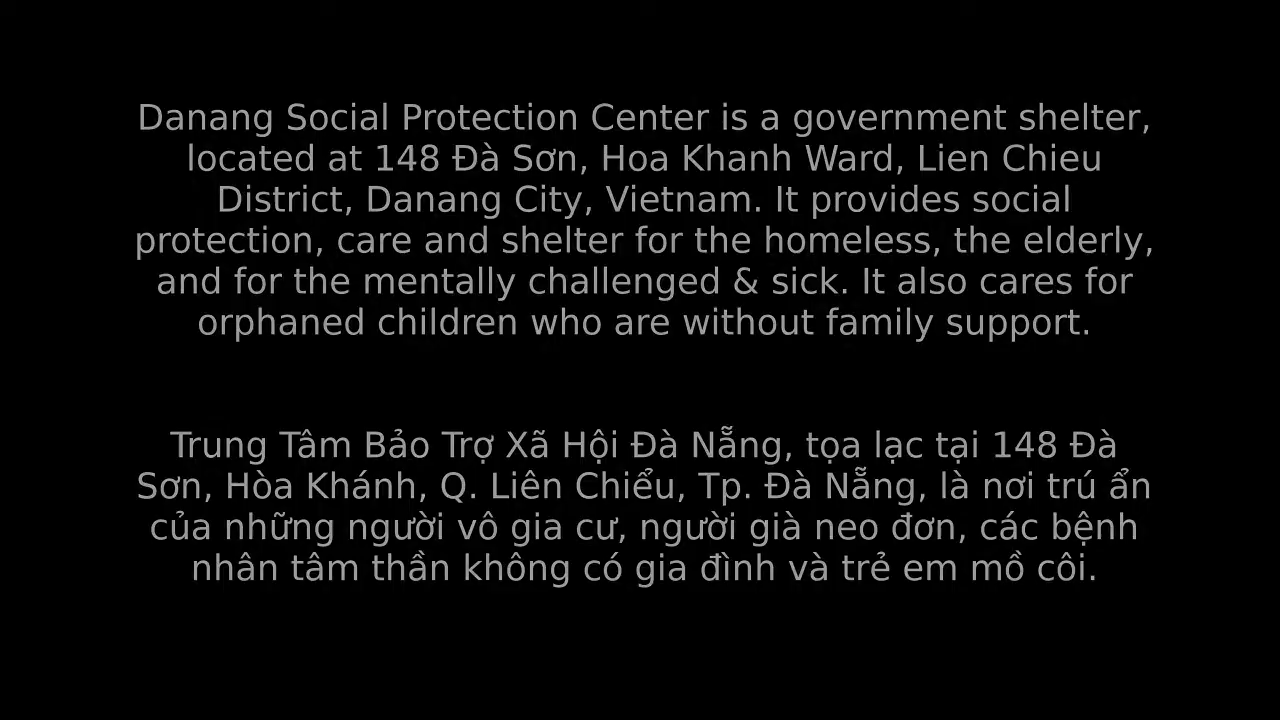 Danang Social Protection Center is a government shelter,
located at 148 Đà Sơn, Hoa Khanh Ward, Lien Chieu
District, Danang City, Vietnam. It provides social
protection, care and shelter for the homeless, the elderly,
and for the mentally challenged & sick. It also cares for
orphaned children who are without family support.
Trung Tâm Bảo Trợ Xã Hội Đà Nẵng, tọa lạc tại 148 Đà
Sơn, Hòa Khánh, Q. Liên Chiểu, Tp. Đà Nẵng, là nơi trú ẩn
của những người vô gia cư, người già neo đơn, các bệnh
nhân tâm thần không có gia đình và trẻ em mồ côi.